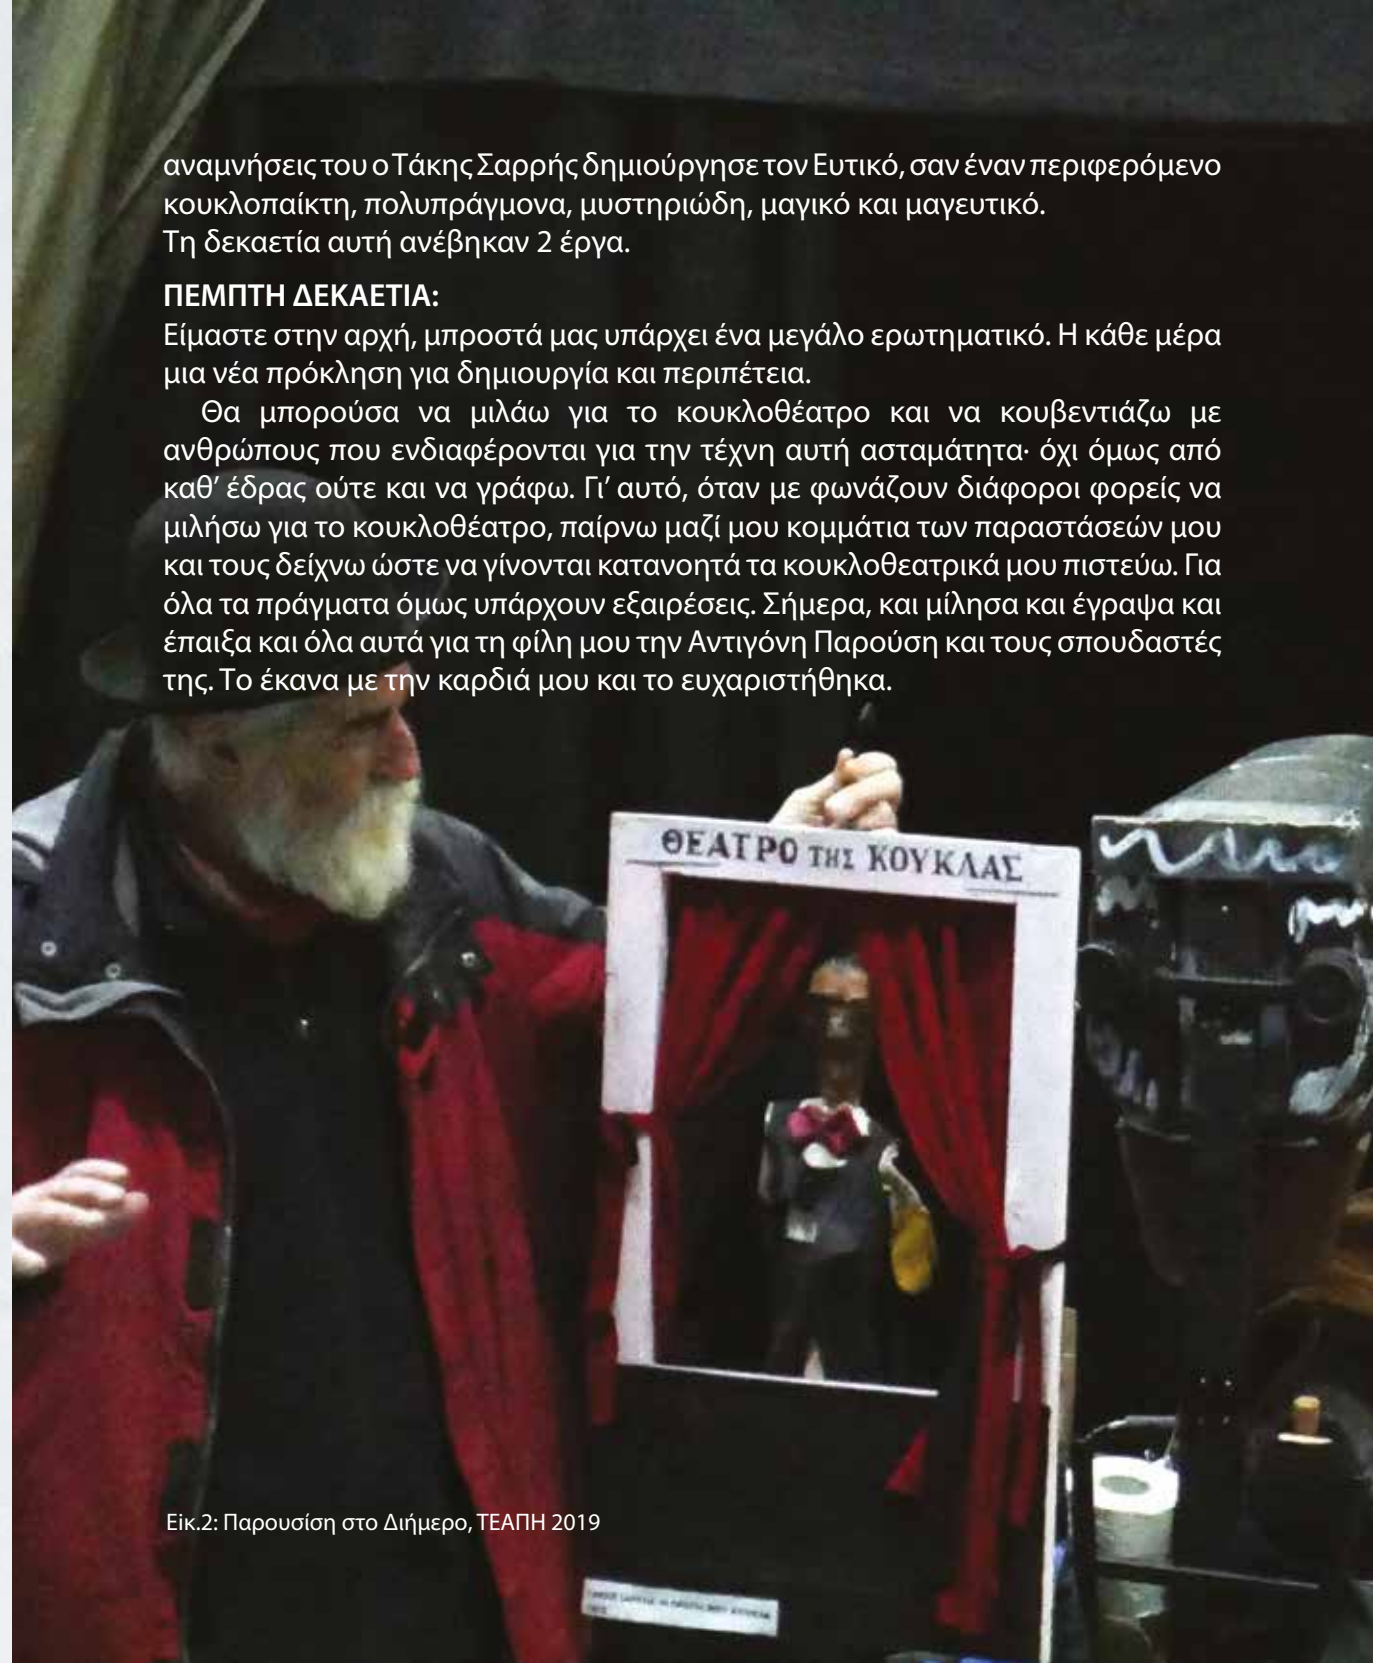 αναμνήσεις του ο Τάκης Σαρρής δημιούργησε τον Ευτικό, σαν έναν περιφερόμενο
κουκλοπαίκτη, πολυπράγμονα, μυστηριώδη, μαγικό και μαγευτικό.
Τη δεκαετία αυτή ανέβηκαν 2 έργα.
ΠΕΜΠΤΗ ΔΕΚΑΕΤΙΑ:
Είμαστε στην αρχή, μπροστά μας υπάρχει ένα μεγάλο ερωτηματικό. Η κάθε μέρα
μια νέα πρόκληση για δημιουργία και περιπέτεια.
Θα μπορούσα να μιλάω για το κουκλοθέατρο και να κουβεντιάζω με
ανθρώπους που ενδιαφέρονται για την τέχνη αυτή ασταμάτητα· όχι όμως από
καθ’ έδρας ούτε και να γράφω. Γι’ αυτό, όταν με φωνάζουν διάφοροι φορείς να
μιλήσω για το κουκλοθέατρο, παίρνω μαζί μου κομμάτια των παραστάσεών μου
και τους δείχνω ώστε να γίνονται κατανοητά τα κουκλοθεατρικά μου πιστεύω. Για
όλα τα πράγματα όμως υπάρχουν εξαιρέσεις. Σήμερα, και μίλησα και έγραψα και
έπαιξα και όλα αυτά για τη φίλη μου την Αντιγόνη Παρούση και τους σπουδαστές
της. Το έκανα με την καρδιά μου και το ευχαριστήθηκα.
ΘΕΑΤΡΟ ΤΗΣ ΚΟΥΚΛΑΣ
Είκ.2: Παρουσίση στο Διήμερο, ΤΕΑΠΗ 2019